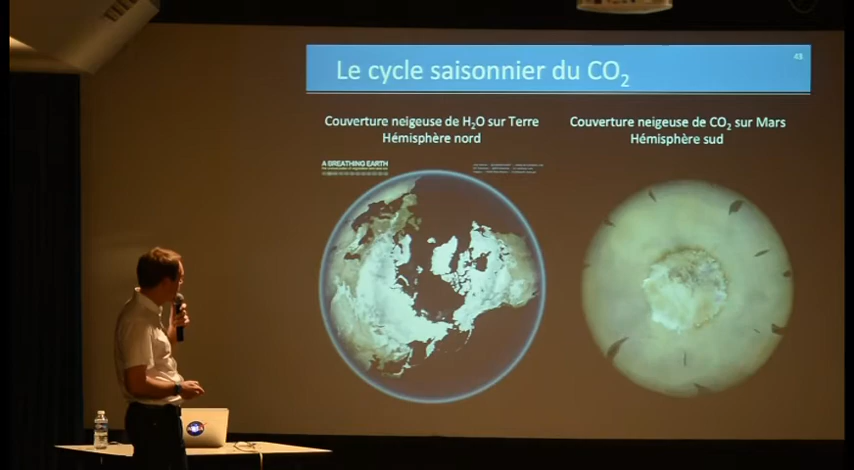 Le cycle saisonnier du CO₂
48
Couverture neigeuse de H₂O sur Terre
Hémisphère nord
Couverture neigeuse de CO₂ sur Mars
Hémisphère sud
A BREATHING EARTH